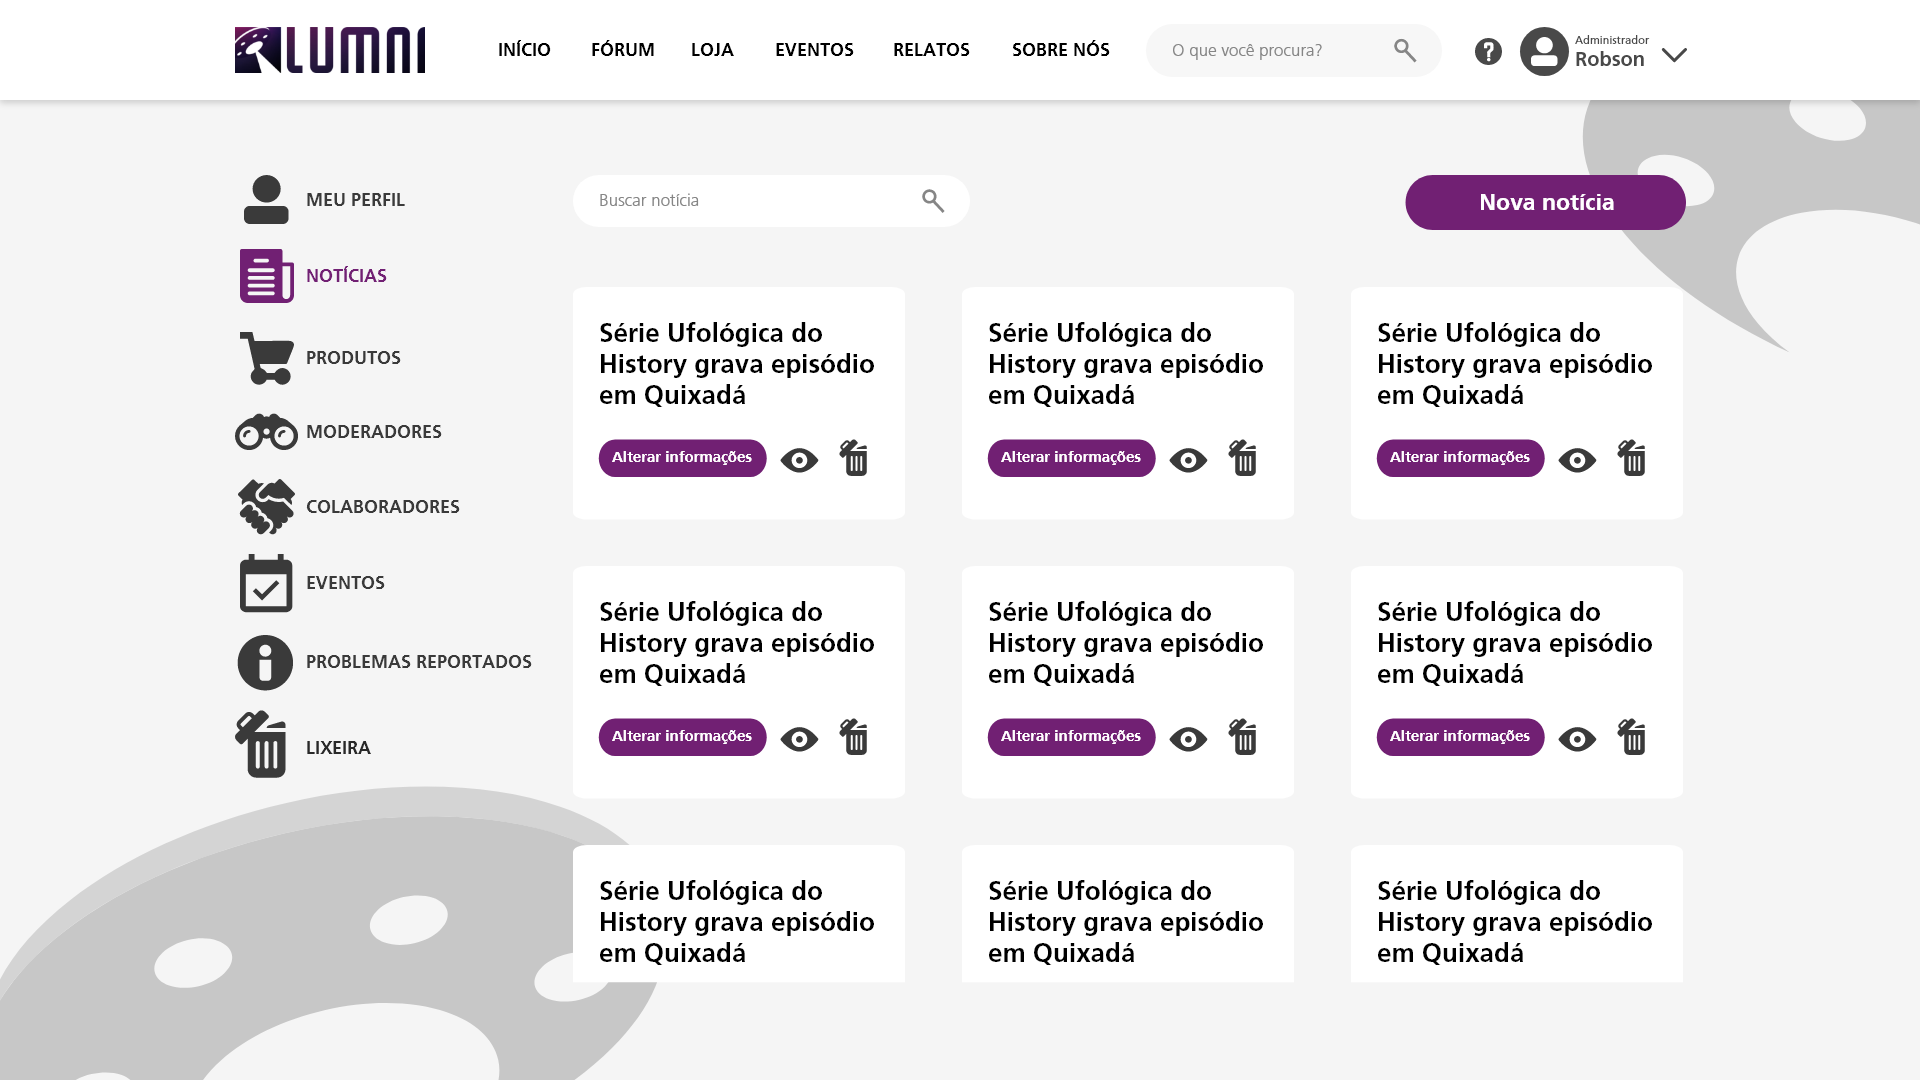 LUMNI
INÍCIO
FÓRUM
LOJA
EVENTOS
RELATOS
SOBRE NÓS
O que você procura?
?
Administrador
Robson
MEU PERFIL
NOTÍCIAS
PRODUTOS
MODERADORES
COLABORADORES
EVENTOS
PROBLEMAS REPORTADOS
LIXEIRA
Buscar notícia
Nova notícia
Série Ufológica do
History grava episódio
em Quixadá
Alterar informações
Série Ufológica do
History grava episódio
em Quixadá
Alterar informações
Série Ufológica do
History grava episódio
em Quixadá
Alterar informações
Série Ufológica do
History grava episódio
em Quixadá
Alterar informações
Série Ufológica do
History grava episódio
em Quixadá
Alterar informações
Série Ufológica do
History grava episódio
em Quixadá
Alterar informações
Série Ufológica do
History grava episódio
em Quixadá
Série Ufológica do
History grava episódio
em Quixadá
Série Ufológica do
History grava episódio
em Quixadá